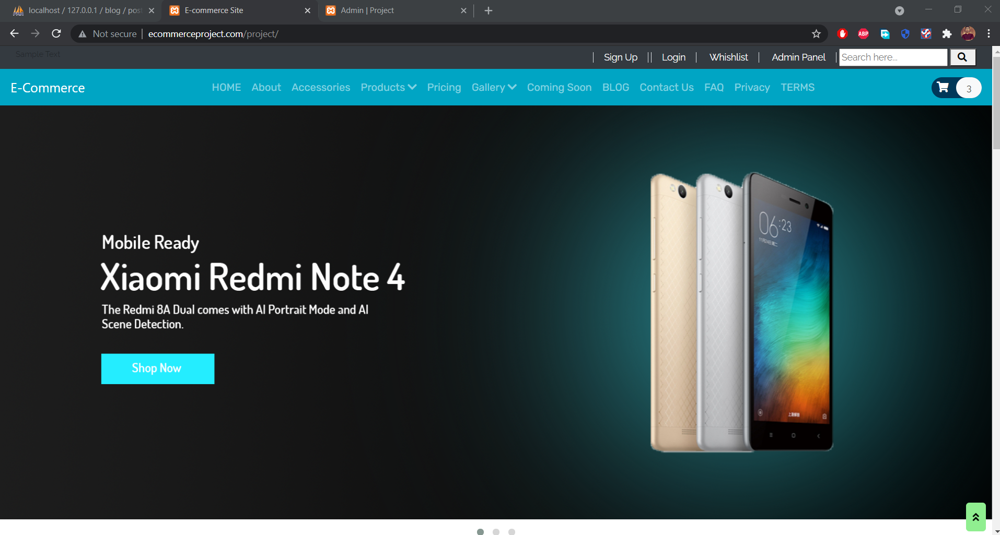 localhost / 127.0.0.1 / blog / post
E-commerce Site
Admin | Project
Not secure | ecommerceproject.com/project/
ABP
Sample Text
| Sign Up || Login | Whishlist | Admin Panel | Search here...
E-Commerce
HOME About Accessories Products Pricing Gallery Coming Soon BLOG Contact Us FAQ Privacy TERMS
3
Mobile Ready
Xiaomi Redmi Note 4
The Redmi 8A Dual comes with AI Portrait Mode and AI
Scene Detection.
Shop Now
06:23